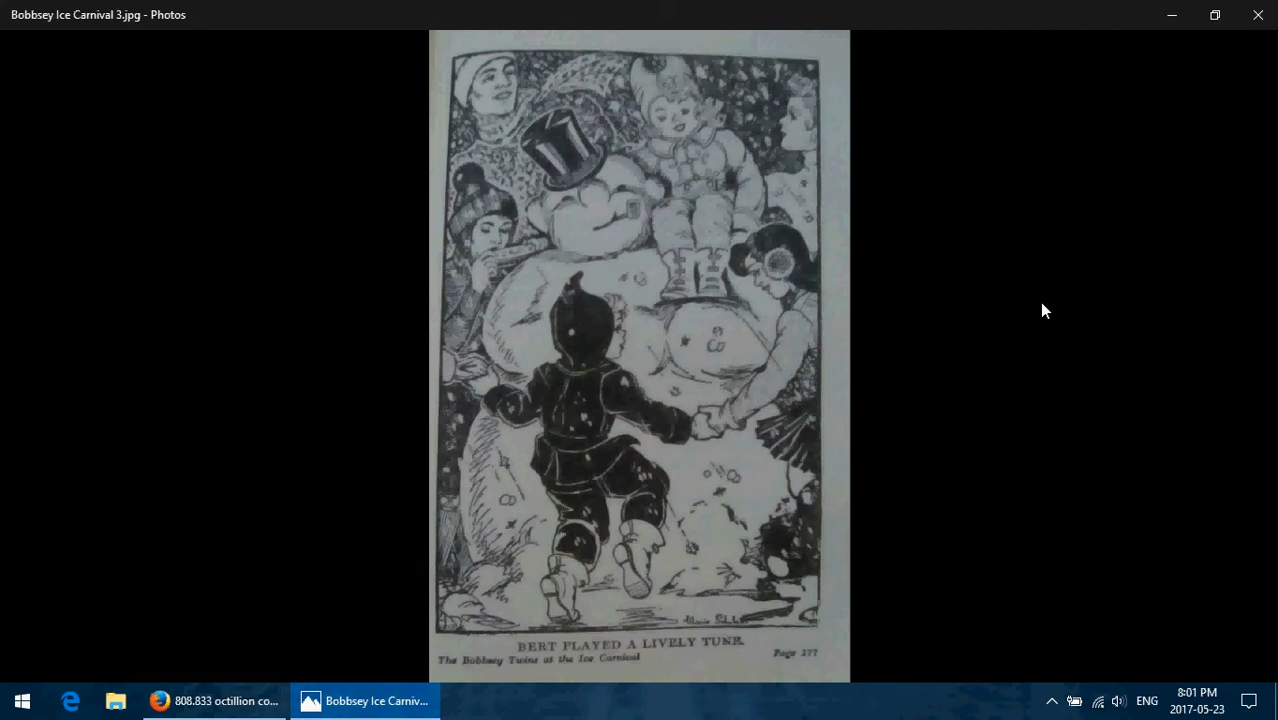 Bobbsey Ice Carnival 3.jpg - Photos
BERT PLAYED A LIVELY TUNE.
The Bobbsey Twins at the Ice Carnival
Page 177
808.833 octillion co...
Bobbsey Ice Carniv...
ENG
8:01 PM
2017-05-23